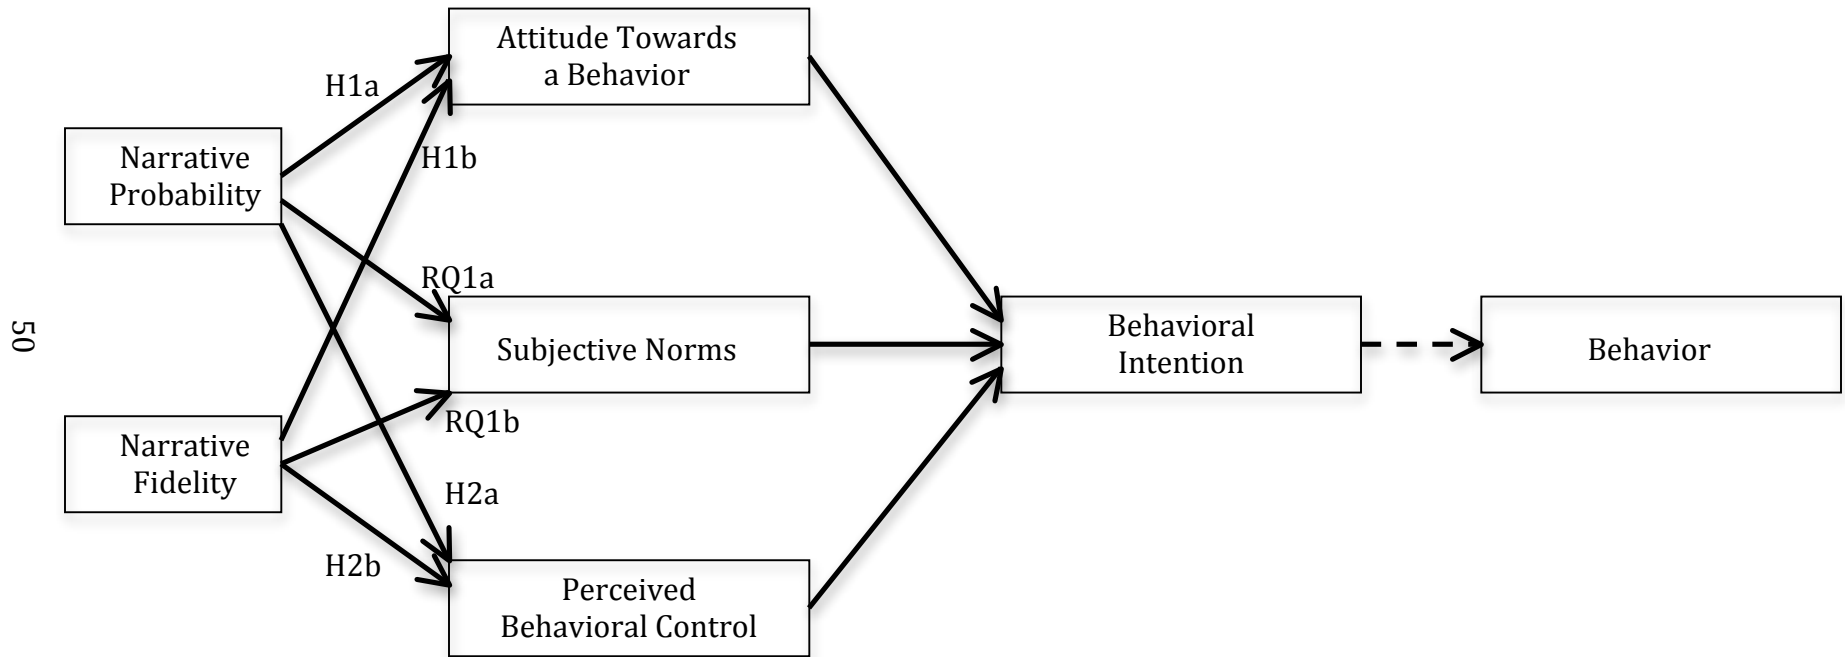 Attitude Towards
a Behavior
H1a
Narrative
Probability
H1b
RQ1a
50
Subjective Norms
Behavioral
Intention
Behavior
Narrative
Fidelity
RQ1b
H2a
H2b
Perceived
Behavioral Control